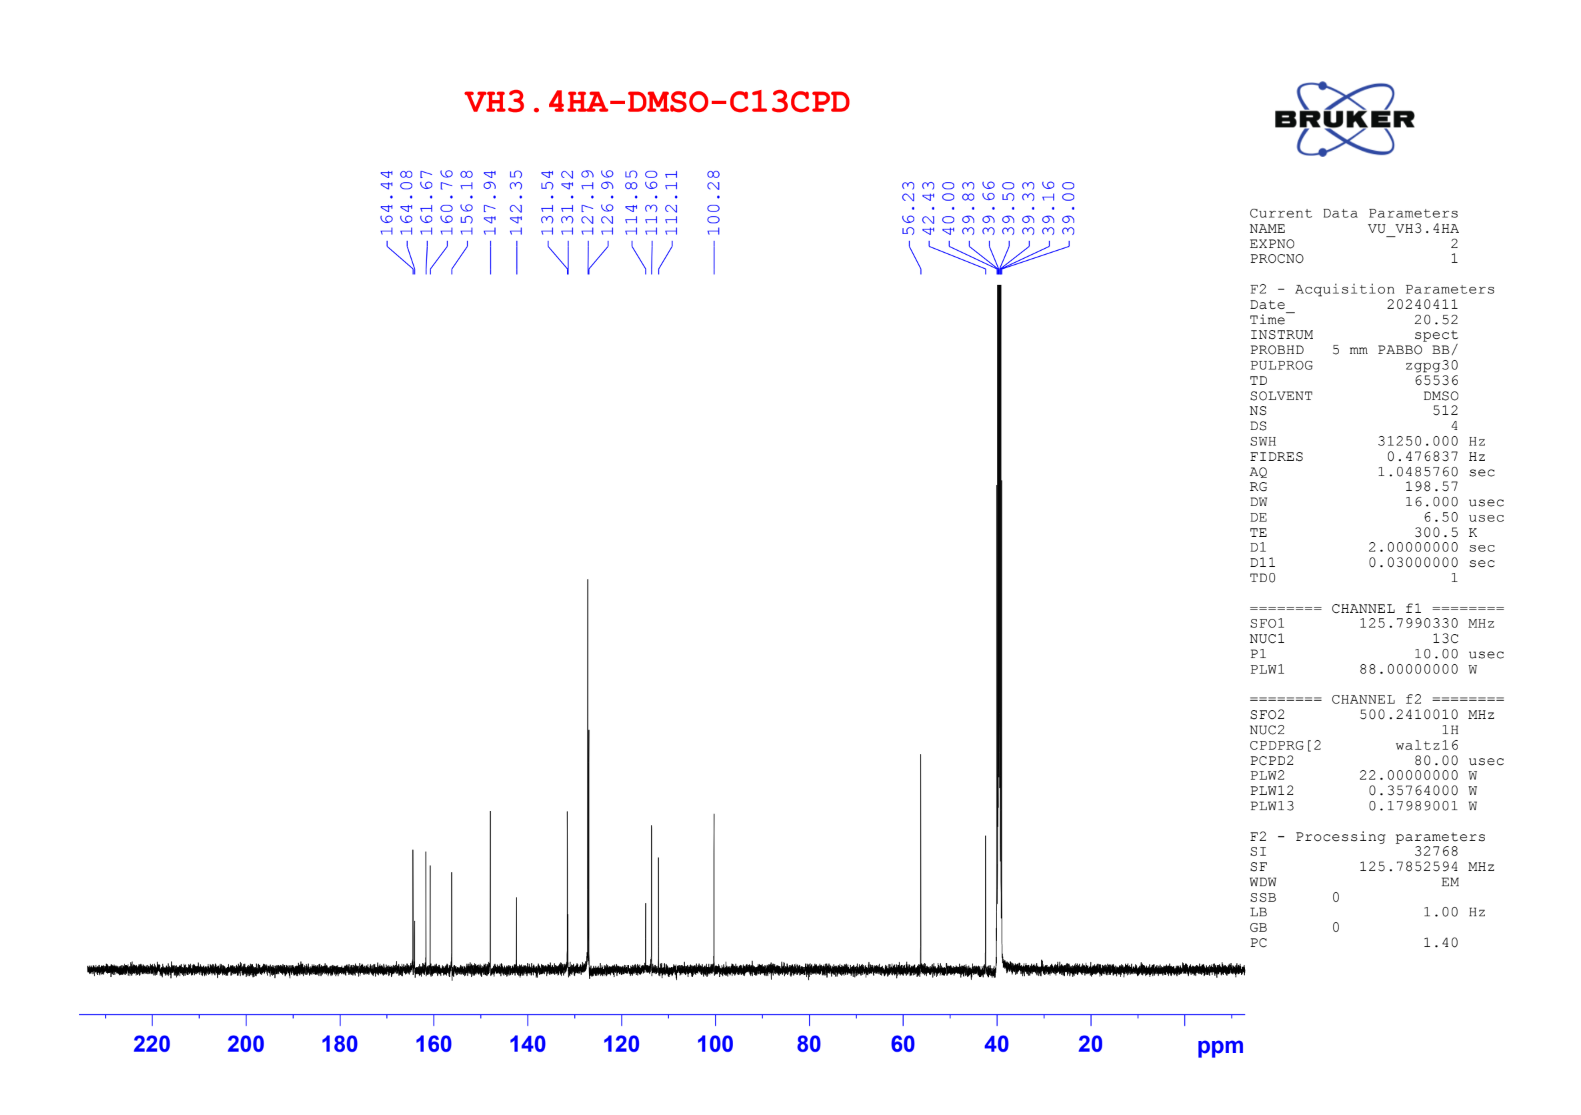 VH3.4HA-DMSO-C13CPD
BRUKER
164.44
164.08
161.67
160.76
156.18
147.94
142.35
131.54
131.42
127.19
126.96
114.85
113.60
112.11
100.28
56.23
42.43
40.00
39.83
39.66
39.50
39.33
39.16
39.00
Current Data Parameters
NAME VU_VH3.4HA
EXPNO 2
PROCNO 1
F2 - Acquisition Parameters
Date_ 20240411
Time 20.52
INSTRUM spect
PROBHD 5 mm PABBO BB/
PULPROG zgpg30
TD 65536
SOLVENT DMSO
NS 512
DS 4
SWH 31250.000 Hz
FIDRES 0.476837 Hz
AQ 1.0485760 sec
RG 198.57
DW 16.000 usec
DE 6.50 usec
TE 300.5 K
D1 2.00000000 sec
D11 0.03000000 sec
TD0 1
======== CHANNEL f1 ========
SFO1 125.7990330 MHz
NUC1 13C
P1 10.00 usec
PLW1 88.00000000 W
======== CHANNEL f2 ========
SFO2 500.2410010 MHz
NUC2 1H
CPDPRG[2 waltz16
PCPD2 80.00 usec
PLW2 22.00000000 W
PLW12 0.35764000 W
PLW13 0.17989001 W
F2 - Processing parameters
SI 32768
SF 125.7852594 MHz
WDW EM
SSB 0
LB 1.00 Hz
GB 0
PC 1.40
220 200 180 160 140 120 100 80 60 40 20 ppm